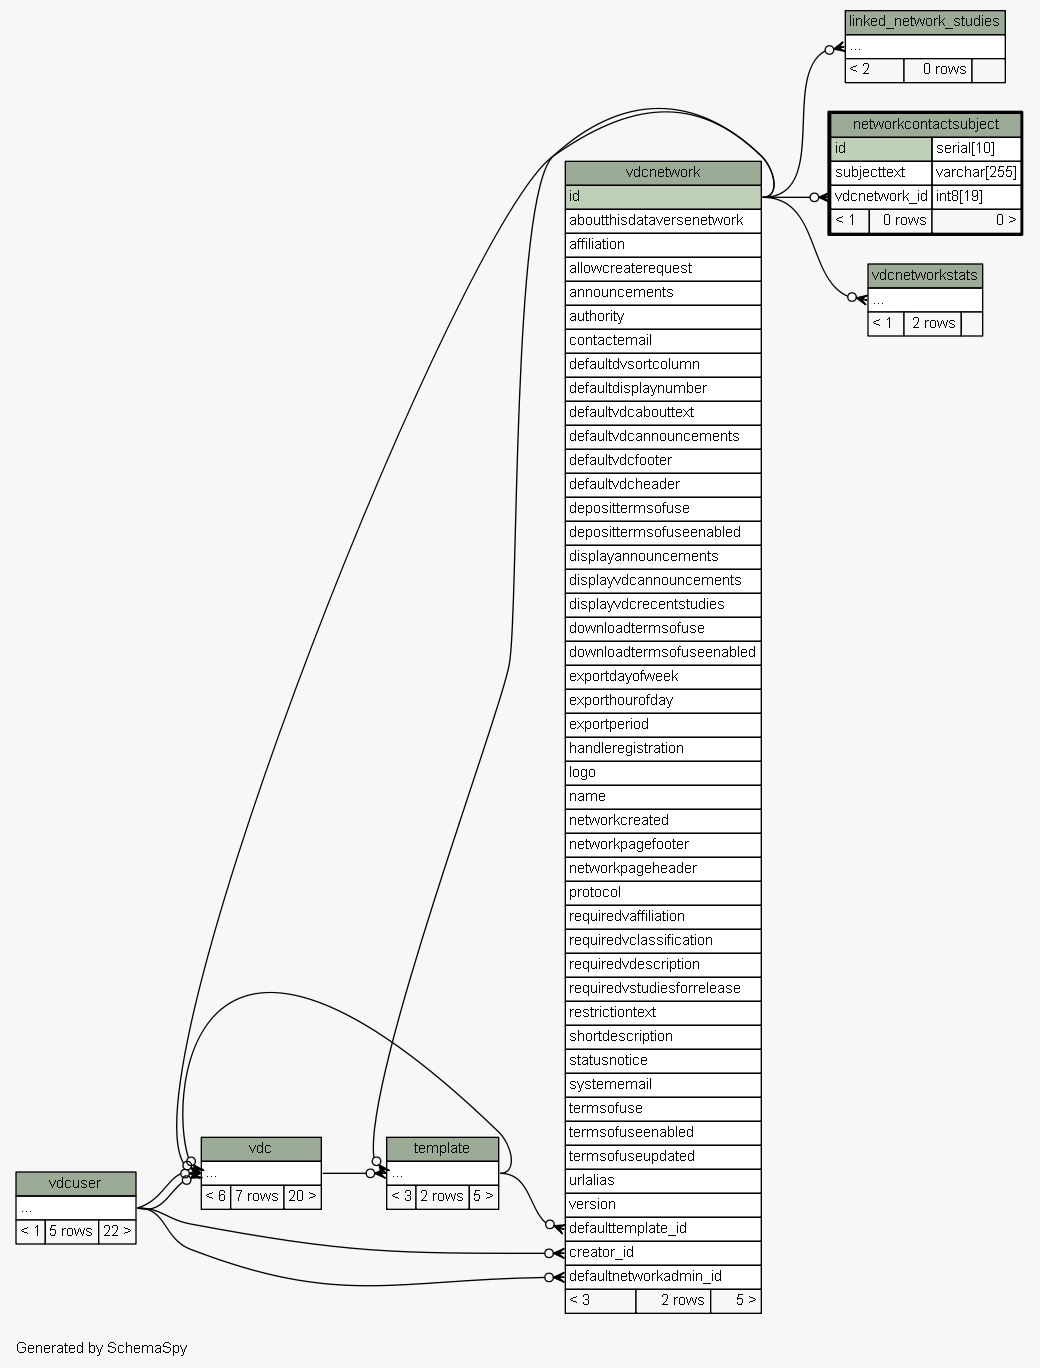 linked_network_studies
...
< 2 0 rows
networkcontactsubject
id serial[10]
subjecttext varchar[255]
vdcnetwork_id int8[19]
< 1 0 rows 0 >
vdcnetworkstats
...
< 1 2 rows
vdcnetwork
id
aboutthisdataversenetwork
affiliation
allowcreaterequest
announcements
authority
contactemail
defaultdvsortcolumn
defaultdisplaynumber
defaultvdcabouttext
defaultvdcannouncements
defaultvdcfooter
defaultvdcheader
deposittermsofuse
deposittermsofuseenabled
displayannouncements
displayvdcannouncements
displayvdcrecentstudies
downloadtermsofuse
downloadtermsofuseenabled
exportdayofweek
exporthourofday
exportperiod
handleregistration
logo
name
networkcreated
networkpagefooter
networkpageheader
protocol
requiredvaffiliation
requiredvclassification
requiredvdescription
requiredvstudiesforrelease
restrictiontext
shortdescription
statusnotice
systememail
termsofuse
termsofuseenabled
termsofuseupdated
urlalias
version
defaulttemplate_id
creator_id
defaultnetworkadmin_id
< 3 2 rows 5 >
vdc
...
< 6 7 rows 20 >
template
...
< 3 2 rows 5 >
vdcuser
...
< 1 5 rows 22 >
Generated by SchemaSpy